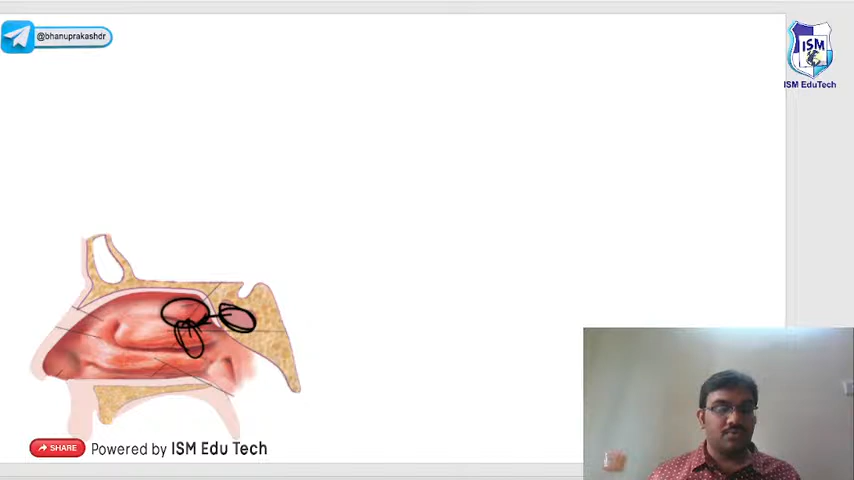 @bhanuprakashdr
ISM
ISM EduTech
SHARE
Powered by ISM Edu Tech